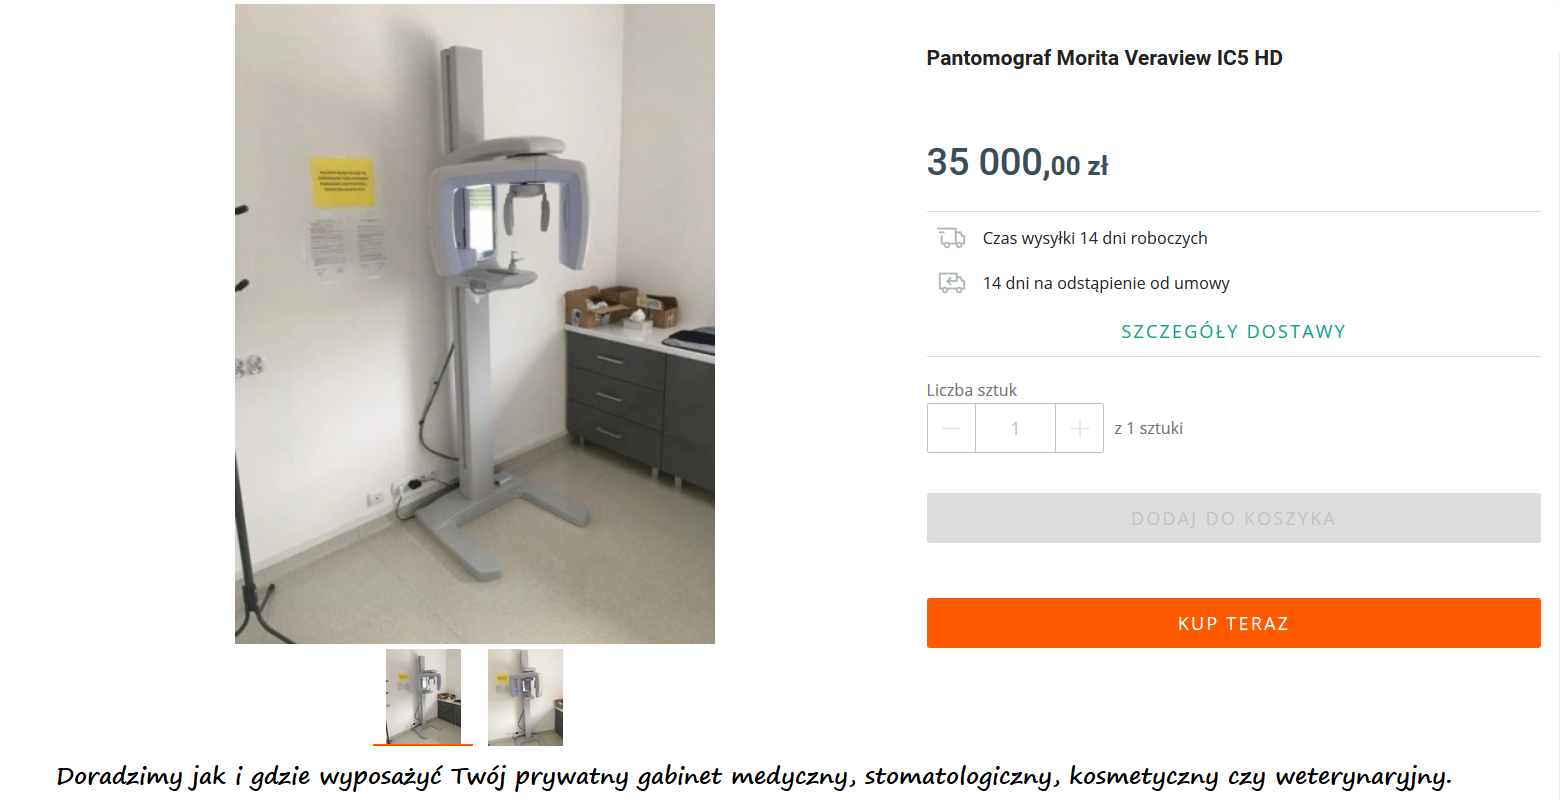 Pantomograf Morita Veraview IC5 HD
35 000,00 zł
Czas wysyłki 14 dni roboczych
14 dni na odstąpienie od umowy
SZCZEGÓŁY DOSTAWY
Liczba sztuk
1
z 1 sztuki
DODAJ DO KOSZYKA
KUP TERAZ
Doradzimy jak i gdzie wyposażyć Twój prywatny gabinet medyczny, stomatologiczny, kosmetyczny czy weterynaryjny.